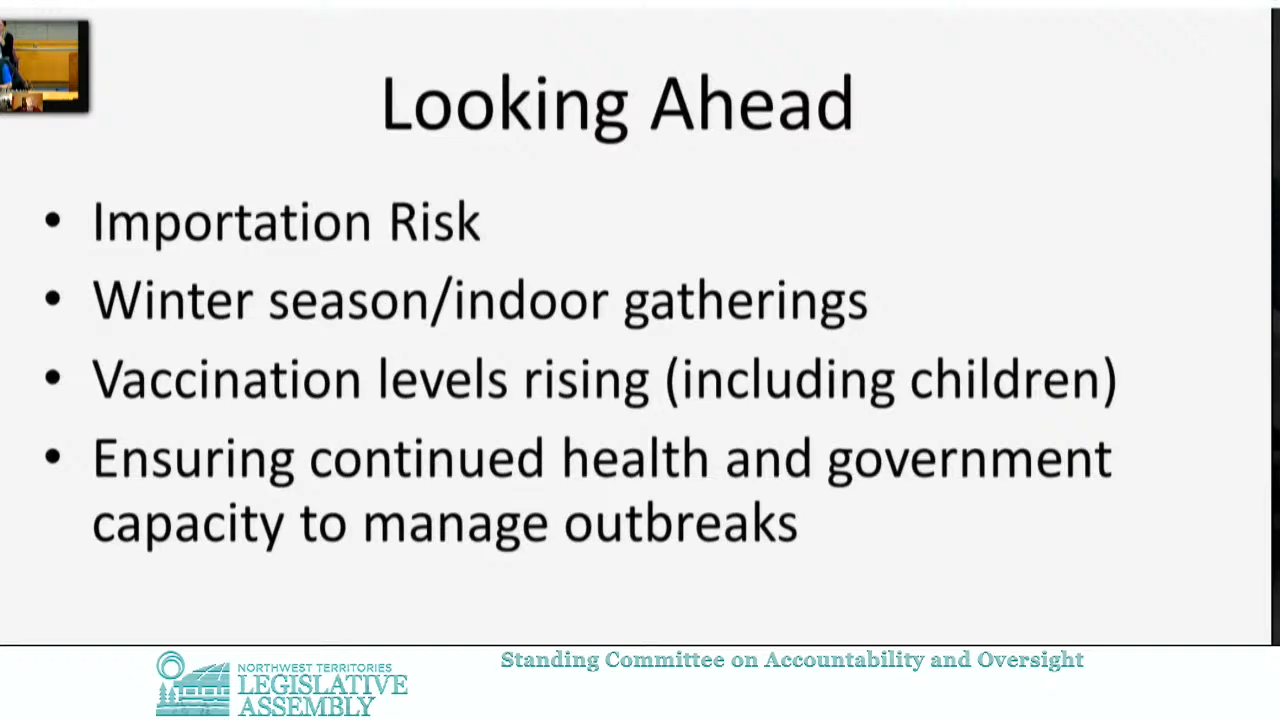 Looking Ahead
• Importation Risk
• Winter season/indoor gatherings
• Vaccination levels rising (including children)
• Ensuring continued health and government
capacity to manage outbreaks
Standing Committee on Accountability and Oversight
NORTHWEST TERRITORIES
LEGISLATIVE
ASSEMBLY